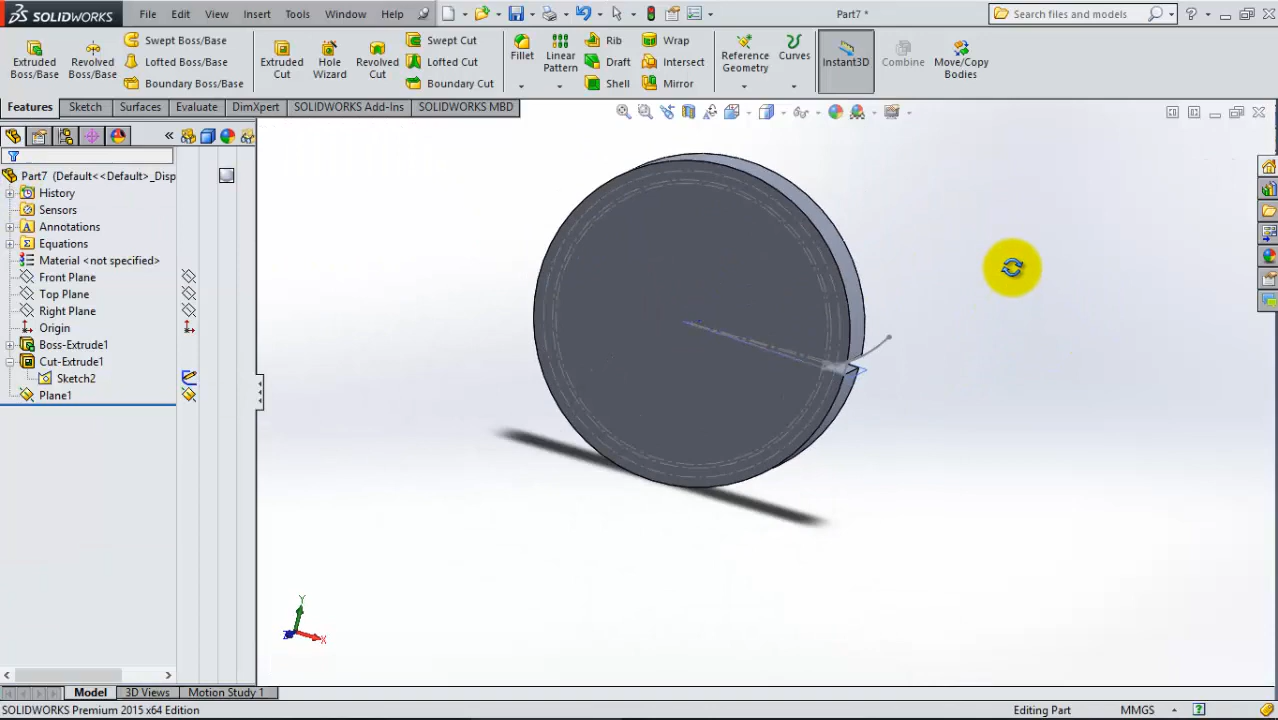 SOLIDWORKS File Edit View Insert Tools Window Help Part7 * Search files and models
Extruded Boss/Base
Revolved Boss/Base
Swept Boss/Base
Lofted Boss/Base
Boundary Boss/Base
Extruded Cut
Hole Wizard
Revolved Cut
Swept Cut
Lofted Cut
Boundary Cut
Fillet
Linear Pattern
Rib
Draft
Shell
Wrap
Intersect
Mirror
Reference Geometry
Curves
Instant3D
Combine
Move/Copy Bodies
Features Sketch Surfaces Evaluate DimXpert SOLIDWORKS Add-Ins SOLIDWORKS MBD
Part7 (Default<<Default>_Disp
History
Sensors
Annotations
Equations
Material <not specified>
Front Plane
Top Plane
Right Plane
Origin
Boss-Extrude1
Cut-Extrude1
Sketch2
Plane1
Y
Z
X
Model 3D Views Motion Study 1
SOLIDWORKS Premium 2015 x64 Edition Editing Part MMGS